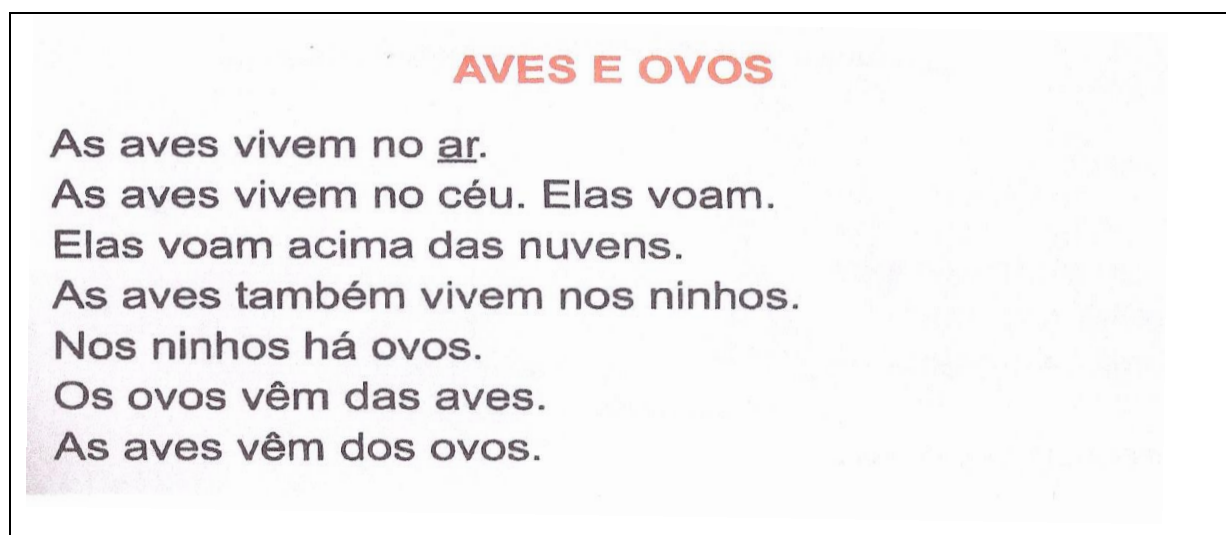 AVES E OVOS
As aves vivem no ar.
As aves vivem no céu. Elas voam.
Elas voam acima das nuvens.
As aves também vivem nos ninhos.
Nos ninhos há ovos.
Os ovos vêm das aves.
As aves vêm dos ovos.